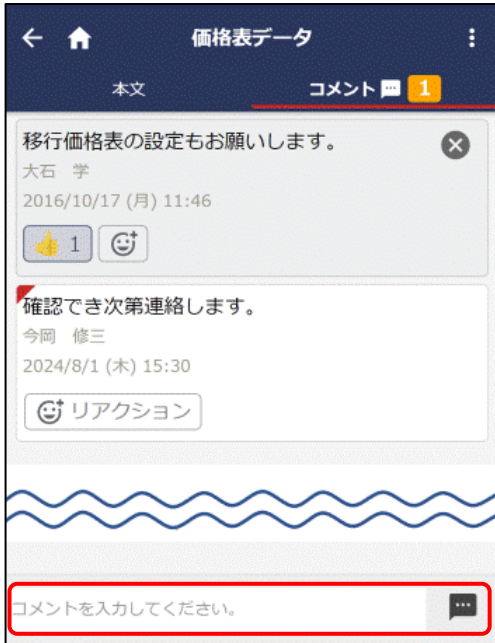 価格表データ
本文
コメント 1
移行価格表の設定もお願いします。
大石　学
2016/10/17 (月) 11:46
1
確認でき次第連絡します。
今岡　修三
2024/8/1 (木) 15:30
リアクション
コメントを入力してください。